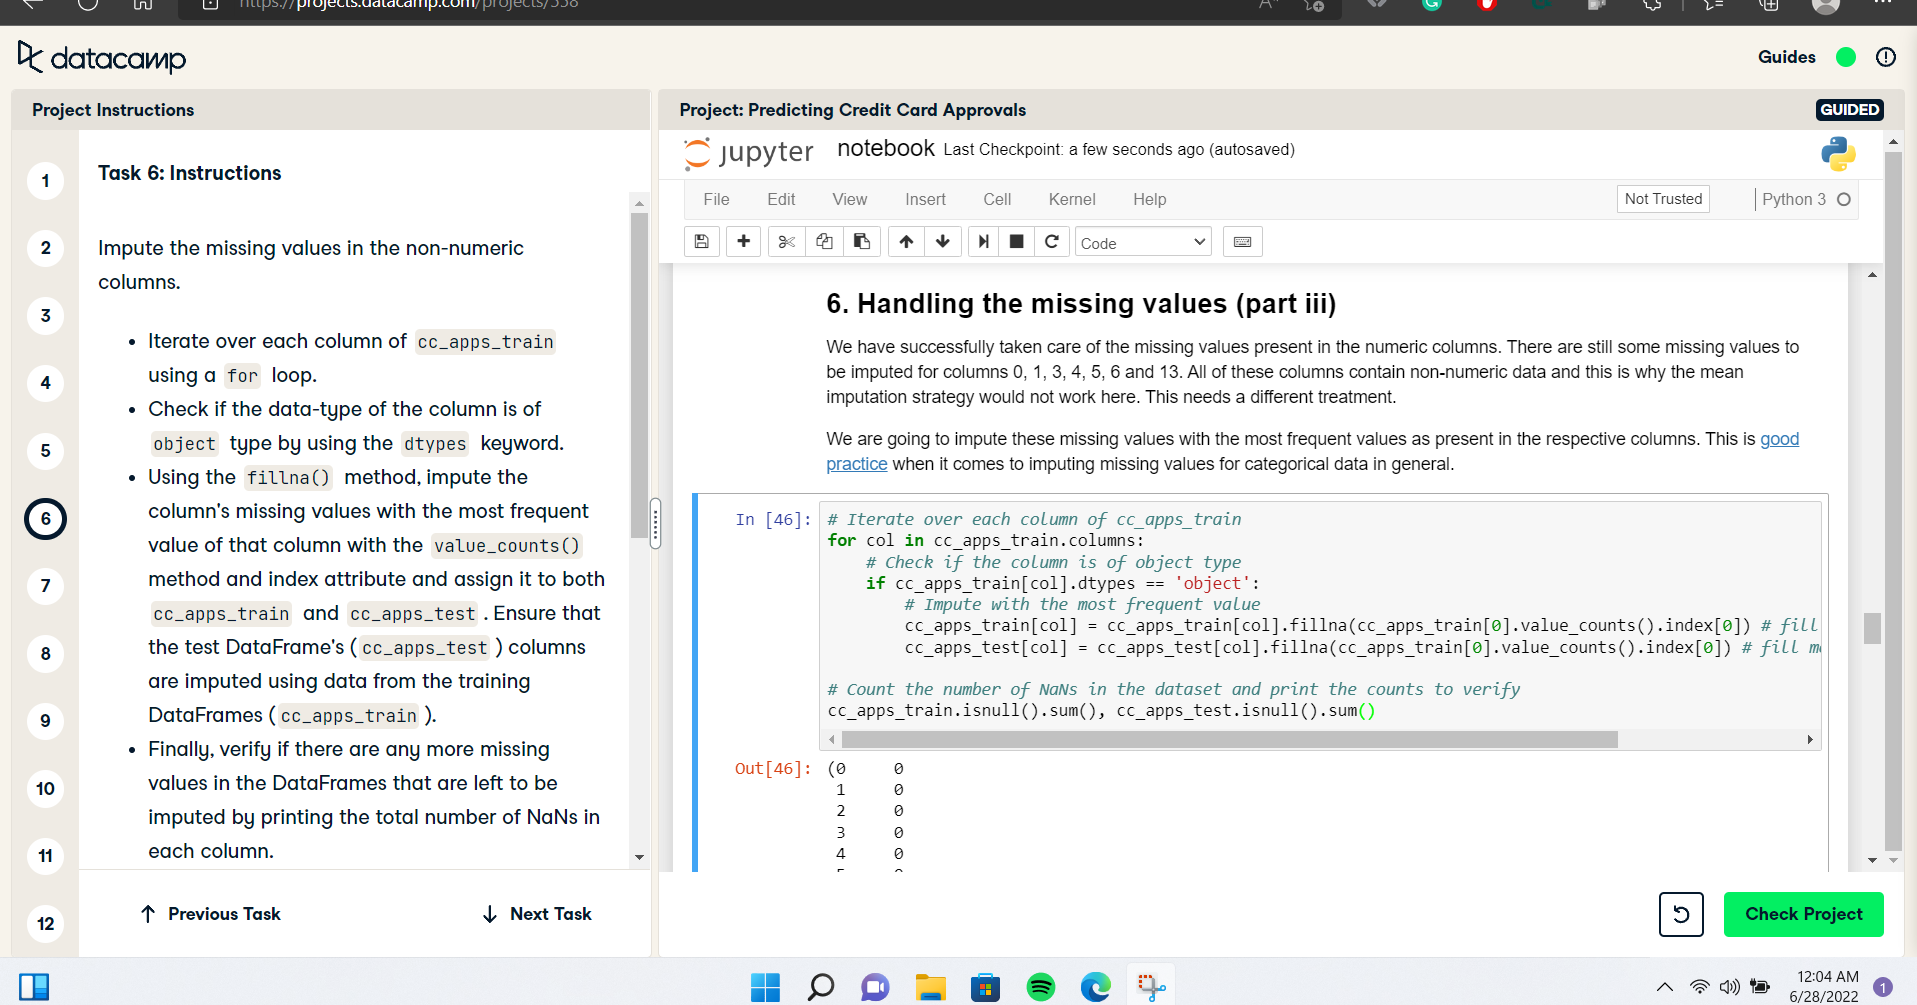 https://projects.datacamp.com/projects/558
datacamp
Guides
Project Instructions
Project: Predicting Credit Card Approvals
GUIDED
1
2
3
4
5
6
7
8
9
10
11
12
Task 6: Instructions
Impute the missing values in the non-numeric
columns.
• Iterate over each column of cc_apps_train
using a for loop.
• Check if the data-type of the column is of
object type by using the dtypes keyword.
• Using the fillna() method, impute the
column's missing values with the most frequent
value of that column with the value_counts()
method and index attribute and assign it to both
cc_apps_train and cc_apps_test . Ensure that
the test DataFrame's ( cc_apps_test ) columns
are imputed using data from the training
DataFrames ( cc_apps_train ).
• Finally, verify if there are any more missing
values in the DataFrames that are left to be
imputed by printing the total number of NaNs in
each column.
Previous Task
Next Task
jupyter notebook Last Checkpoint: a few seconds ago (autosaved)
File Edit View Insert Cell Kernel Help
Not Trusted
Python 3
Code
6. Handling the missing values (part iii)
We have successfully taken care of the missing values present in the numeric columns. There are still some missing values to
be imputed for columns 0, 1, 3, 4, 5, 6 and 13. All of these columns contain non-numeric data and this is why the mean
imputation strategy would not work here. This needs a different treatment.
We are going to impute these missing values with the most frequent values as present in the respective columns. This is good
practice when it comes to imputing missing values for categorical data in general.
In [46]:
# Iterate over each column of cc_apps_train
for col in cc_apps_train.columns:
# Check if the column is of object type
if cc_apps_train[col].dtypes == 'object':
# Impute with the most frequent value
cc_apps_train[col] = cc_apps_train[col].fillna(cc_apps_train[0].value_counts().index[0]) # fill
cc_apps_test[col] = cc_apps_test[col].fillna(cc_apps_train[0].value_counts().index[0]) # fill
# Count the number of NaNs in the dataset and print the counts to verify
cc_apps_train.isnull().sum(), cc_apps_test.isnull().sum()
Out[46]:
(0 0
1 0
2 0
3 0
4 0
Check Project
12:04 AM
6/28/2022
1